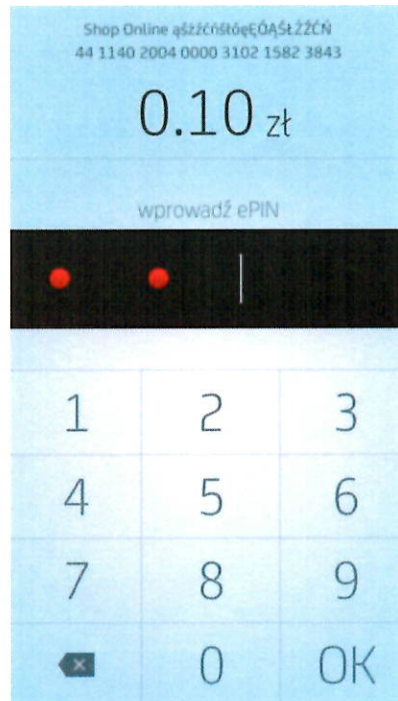 Shop Online ąśżźćńśłóęĘÓĄŚŁŻŹĆŃ
44 1140 2004 0000 3102 1582 3843
0.10 zł
wprowadź ePIN
1 2 3
4 5 6
7 8 9
0 OK